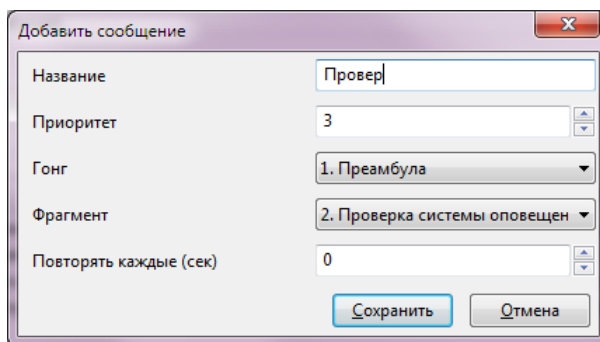 Добавить сообщение
Название Провер
Приоритет 3
Гонг 1. Преамбула
Фрагмент 2. Проверка системы оповещен
Повторять каждые (сек) 0
Сохранить Отмена